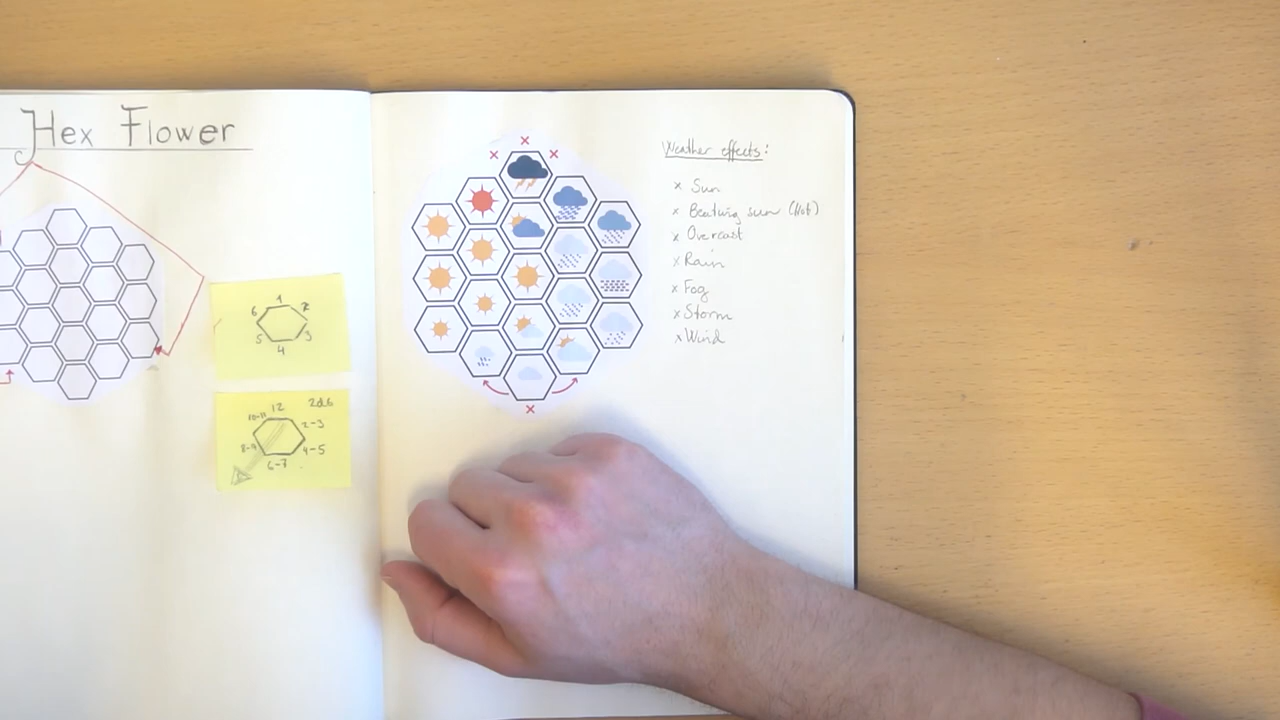 Hex Flower
1
6
2
5
3
4
12
2d6
10-11
2-3
8-9
4-5
6-7
Weather effects:
x Sun
x Beating sun (Hot)
x Overcast
x Rain
x Fog
x Storm
x Wind